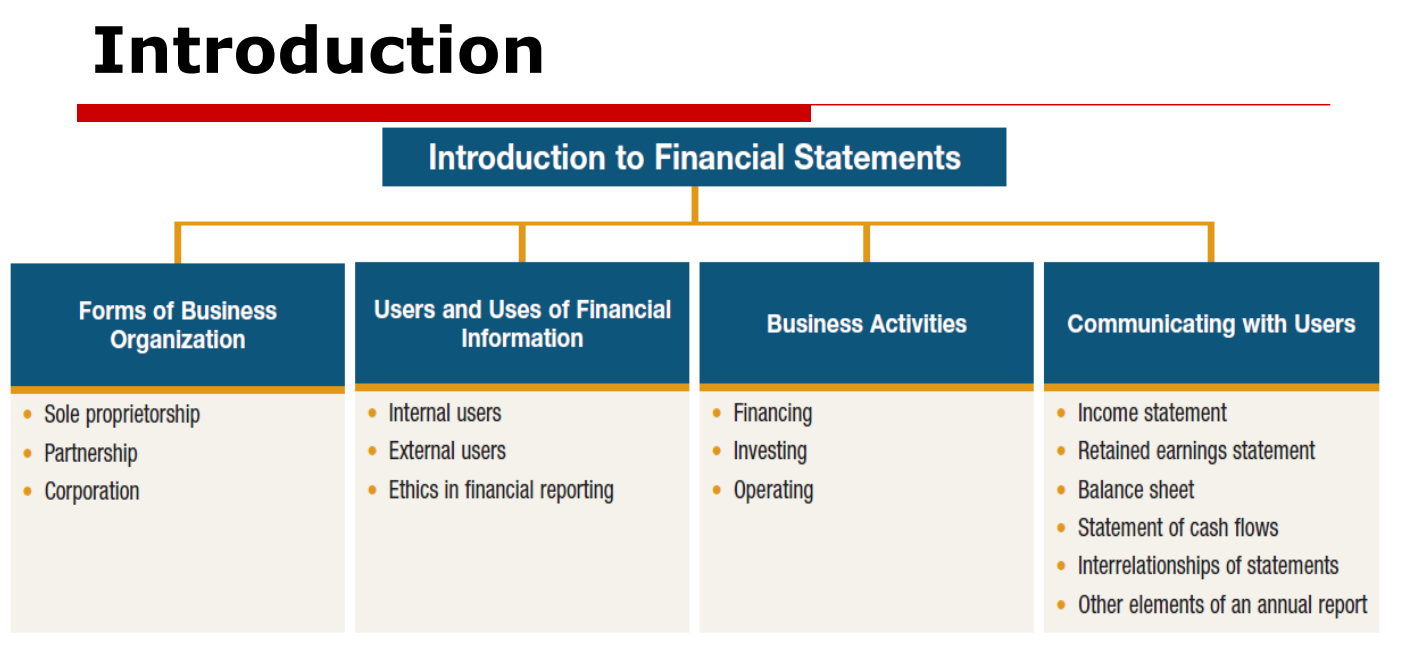 Introduction
Introduction to Financial Statements
Forms of Business
Organization
• Sole proprietorship
• Partnership
• Corporation
Users and Uses of Financial
Information
• Internal users
• External users
• Ethics in financial reporting
Business Activities
• Financing
• Investing
• Operating
Communicating with Users
• Income statement
• Retained earnings statement
• Balance sheet
• Statement of cash flows
• Interrelationships of statements
• Other elements of an annual report